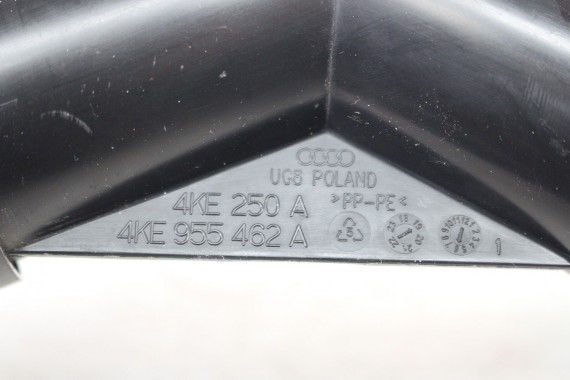 UGS POLAND
4KE 250 A >PP-PE<
4KE 955 462 A 5 1